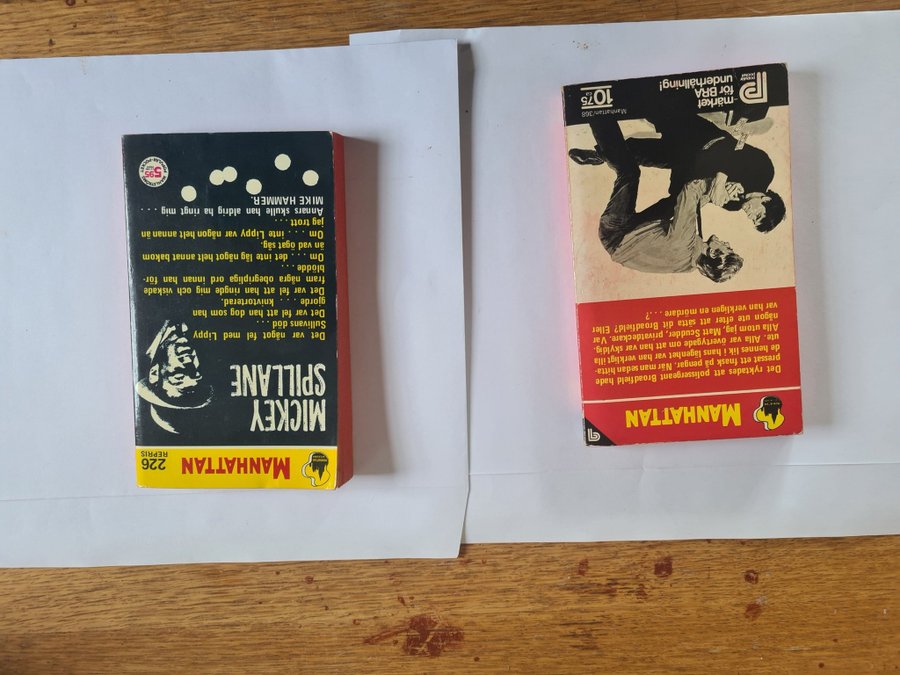 MANHATTAN
226
REPRIS
MICKEY
SPILLANE
Det var något fel med Lippy
Sullivans död . . .
Det var fel att han dog som han
gjorde . . . knivtorterad.
Det var fel att han ringde mig och viskade
fram några obegripliga ord innan han för-
blödde . . .
Om . . . det inte låg något helt annat bakom
än vad ögat såg.
Om . . . inte Lippy var någon helt annan än
jag trott . . .
Annars skulle han aldrig ha ringt mig . . .
MIKE HAMMER.
5:95
MANHATTAN
Det ryktades att polissergeant Broadfield hade
pressat ett fnask på pengar. När man sedan hitta-
de hennes lik i hans lägenhet var han verkligt illa
ute. Alla var övertygade om att han var skyldig.
Alla utom jag, Matt Scudder, privatdeckare. Var
någon ute efter att sätta dit Broadfield? Eller
var han verkligen en mördare . . .?
märket
för BRA
underhållning!
Manhattan/368
10 75